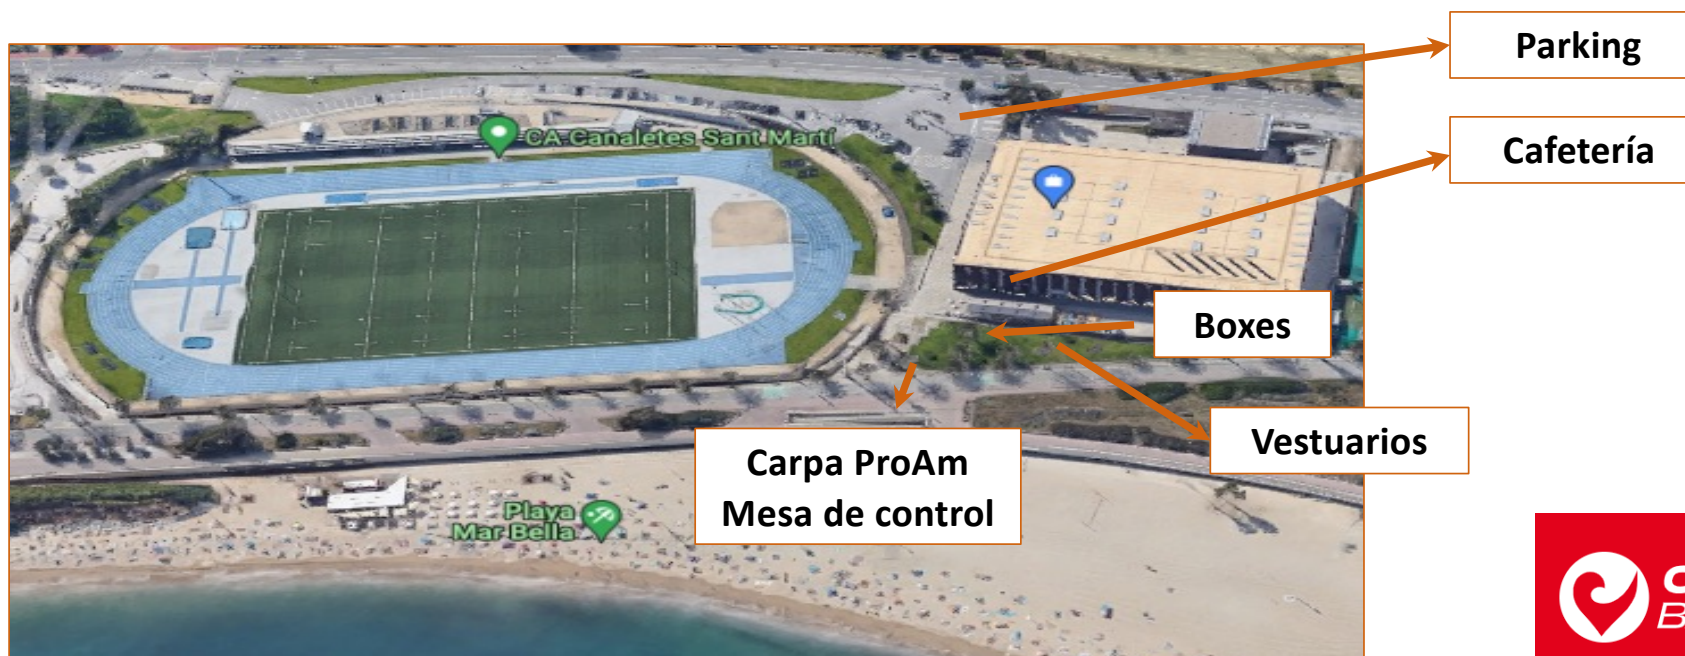 Parking
CA Canaletes Sant Martí
Cafetería
Boxes
Vestuarios
Carpa ProAm
Mesa de control
Playa
Mar Bella